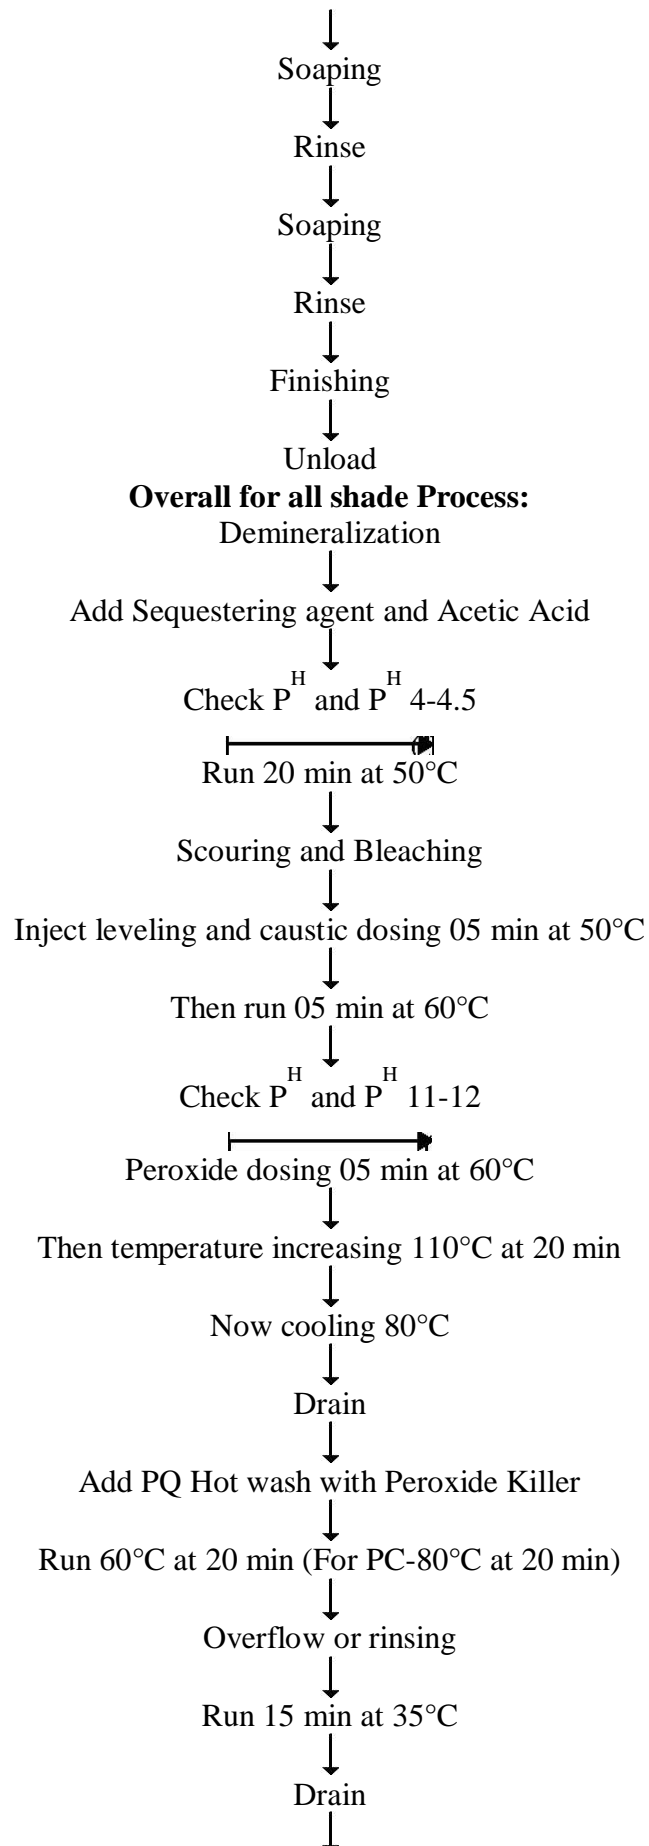 Soaping
Rinse
Soaping
Rinse
Finishing
Unload
Overall for all shade Process:
Demineralization
Add Sequestering agent and Acetic Acid
Check P^H and P^H 4-4.5
Run 20 min at 50°C
Scouring and Bleaching
Inject leveling and caustic dosing 05 min at 50°C
Then run 05 min at 60°C
Check P^H and P^H 11-12
Peroxide dosing 05 min at 60°C
Then temperature increasing 110°C at 20 min
Now cooling 80°C
Drain
Add PQ Hot wash with Peroxide Killer
Run 60°C at 20 min (For PC-80°C at 20 min)
Overflow or rinsing
Run 15 min at 35°C
Drain